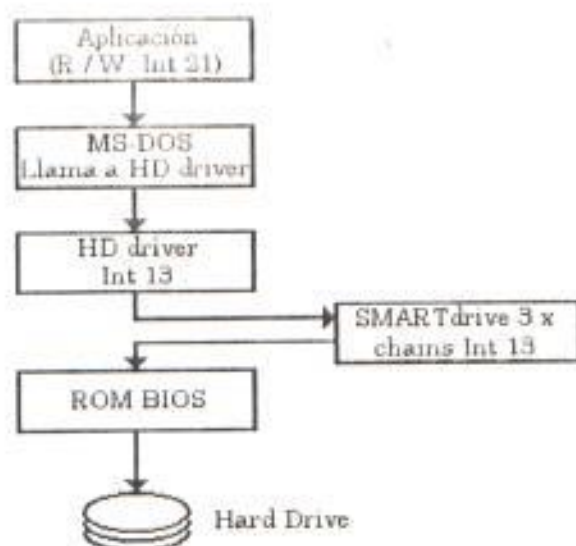 Aplicación
(R / W Int 21)
MS-DOS
Llama a HD driver
HD driver
Int 13
SMARTdrive 3 x
chains Int 13
ROM BIOS
Hard Drive